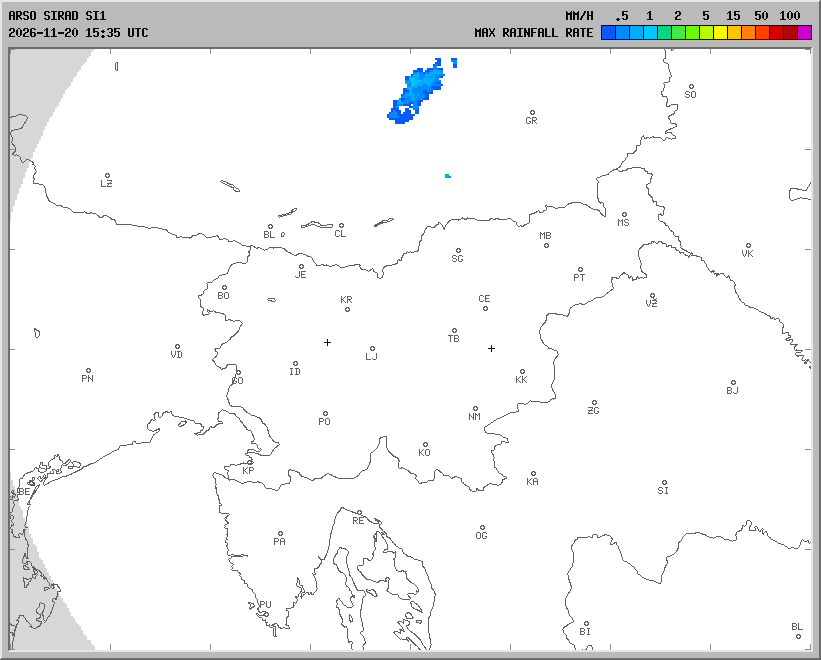 ARSO SIRAD SI1 MM/H .5 1 2 5 15 50 100
2026-11-20 15:35 UTC MAX RAINFALL RATE
SO
GR
LZ
MS
BL CL
MB
VK
SG
JE
PT
BO
KR CE
VZ
TB
VD LJ
ID
PN GO KK
BJ
NM ZG
PO
KO
KP
KA
BE SI
RE
PA OG
PU
BI BL